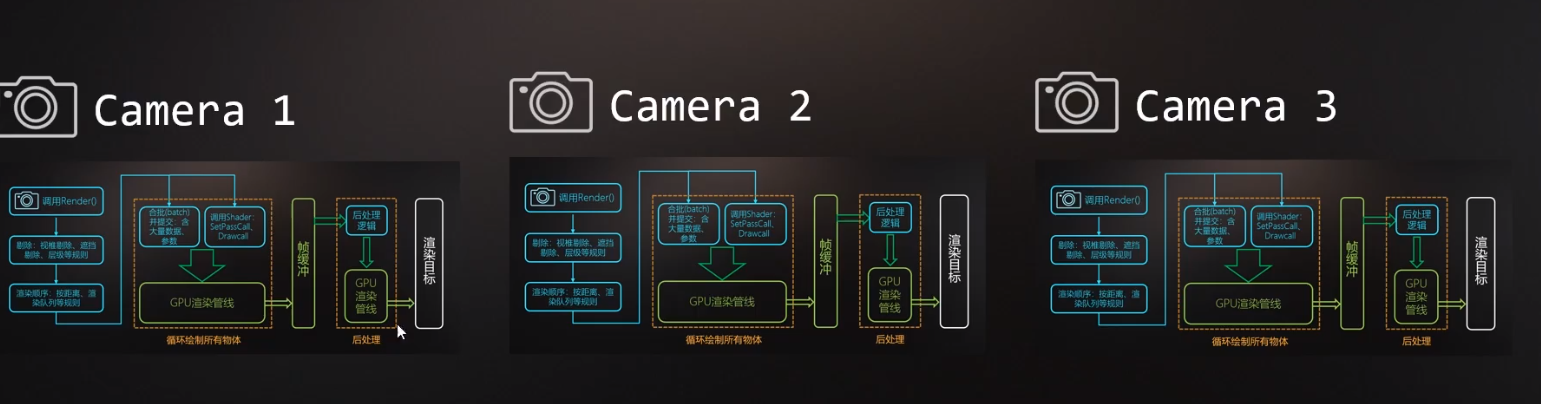 Camera 1
调用Render()
剔除：视椎剔除、遮挡
剔除、层级等规则
渲染顺序：按距离、渲
染队列等规则
合批(batch)
并提交：含
大量数据、
参数
调用Shader：
SetPassCall、
Drawcall
GPU渲染管线
循环绘制所有物体
帧缓冲
后处理
逻辑
GPU
渲染
管线
后处理
渲染目标
Camera 2
调用Render()
剔除：视椎剔除、遮挡
剔除、层级等规则
渲染顺序：按距离、渲
染队列等规则
合批(batch)
并提交：含
大量数据、
参数
调用Shader：
SetPassCall、
Drawcall
GPU渲染管线
循环绘制所有物体
帧缓冲
后处理
逻辑
GPU
渲染
管线
后处理
渲染目标
Camera 3
调用Render()
剔除：视椎剔除、遮挡
剔除、层级等规则
渲染顺序：按距离、渲
染队列等规则
合批(batch)
并提交：含
大量数据、
参数
调用Shader：
SetPassCall、
Drawcall
GPU渲染管线
循环绘制所有物体
帧缓冲
后处理
逻辑
GPU
渲染
管线
后处理
渲染目标